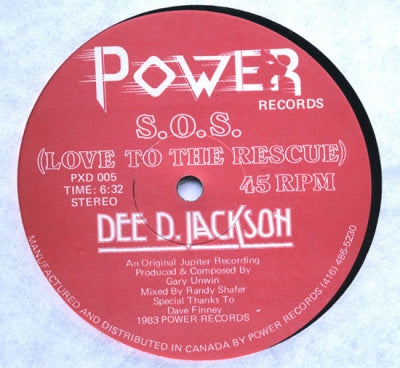 POWER
RECORDS
S.O.S.
(LOVE TO THE RESCUE)
PXD 005
TIME: 6:32
STEREO
45 RPM
DEE D. JACKSON
An Original Jupiter Recording
Produced & Composed By
Gary Unwin
Mixed By Randy Shafer
Special Thanks To
Dave Finney
1983 POWER RECORDS
MANUFACTURED AND DISTRIBUTED IN CANADA BY POWER RECORDS (416) 486-5230